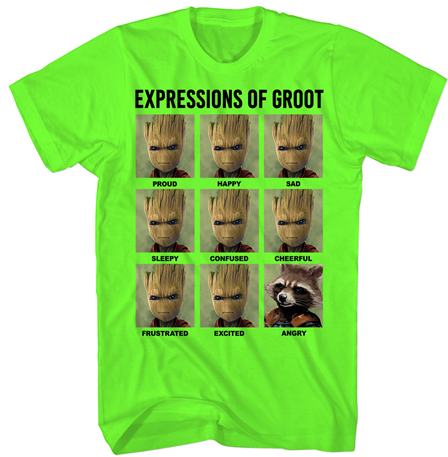 EXPRESSIONS OF GROOT
PROUD HAPPY SAD
SLEEPY CONFUSED CHEERFUL
FRUSTRATED EXCITED ANGRY